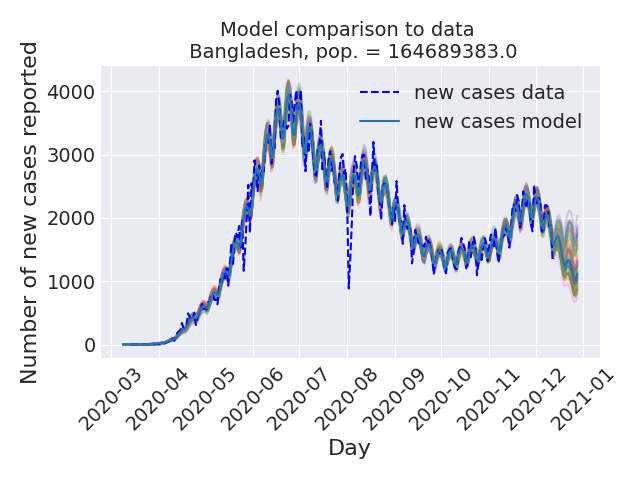 Model comparison to data
Bangladesh, pop. = 164689383.0
Number of new cases reported
4000
3000
2000
1000
0
new cases data
new cases model
2020-03
2020-04
2020-05
2020-06
2020-07
2020-08
2020-09
2020-10
2020-11
2020-12
2021-01
Day